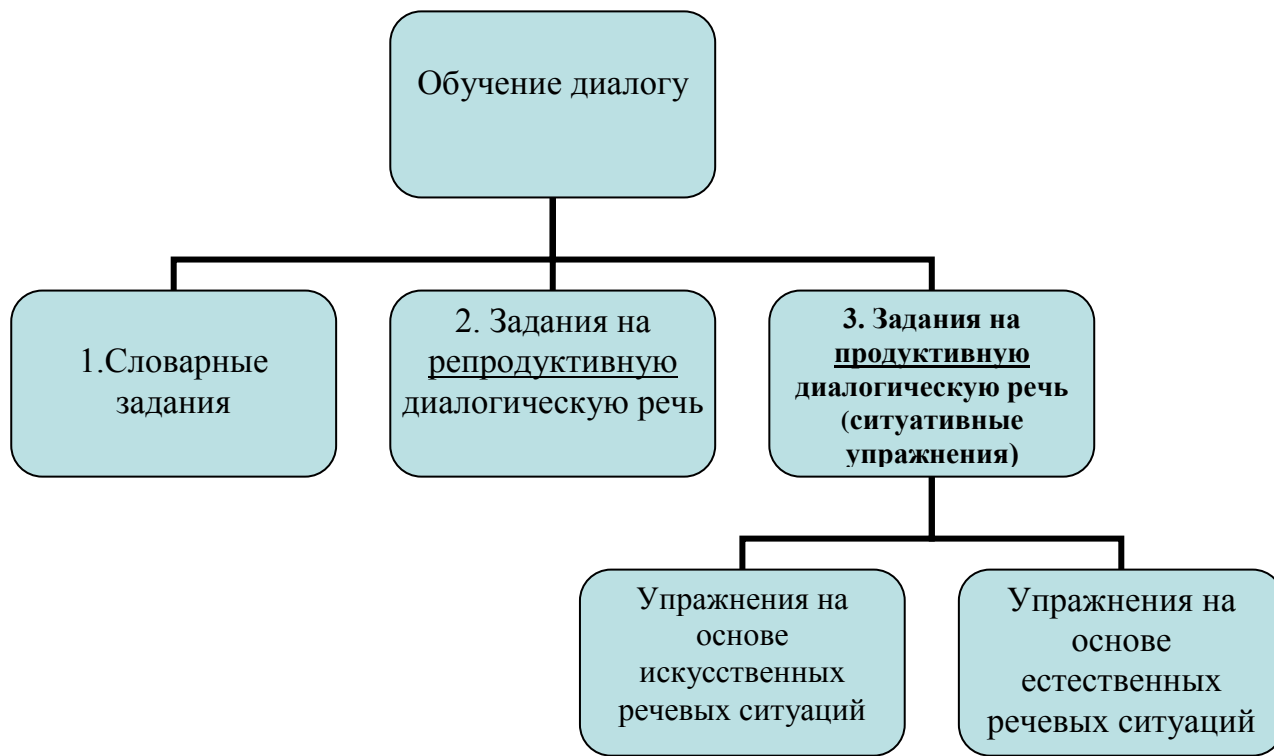 Обучение диалогу
1.Словарные
задания
2. Задания на
репродуктивную
диалогическую речь
3. Задания на
продуктивную
диалогическую речь
(ситуативные
упражнения)
Упражнения на
основе
искусственных
речевых ситуаций
Упражнения на
основе
естественных
речевых ситуаций